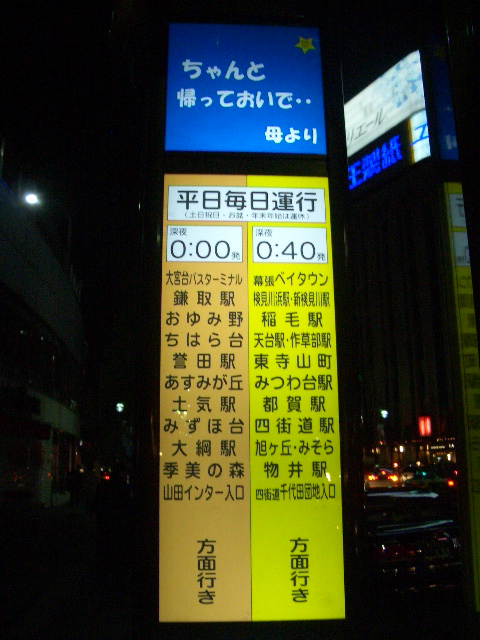 ちゃんと
帰っておいで‥
母より
平日毎日運行
（土日祝日・お盆・年末年始は運休）
深夜
0:00発
大宮台バスターミナル
鎌取駅
おゆみ野
ちはら台
誉田駅
あすみが丘
土気駅
みずほ台
大網駅
季美の森
山田インター入口
方面行き
深夜
0:40発
幕張ベイタウン
検見川浜駅・新検見川駅
稲毛駅
天台駅・作草部駅
東寺山町
みつわ台駅
都賀駅
四街道駅
旭ヶ丘・みそら
物井駅
四街道千代田団地入口
方面行き
リエール
王製紙